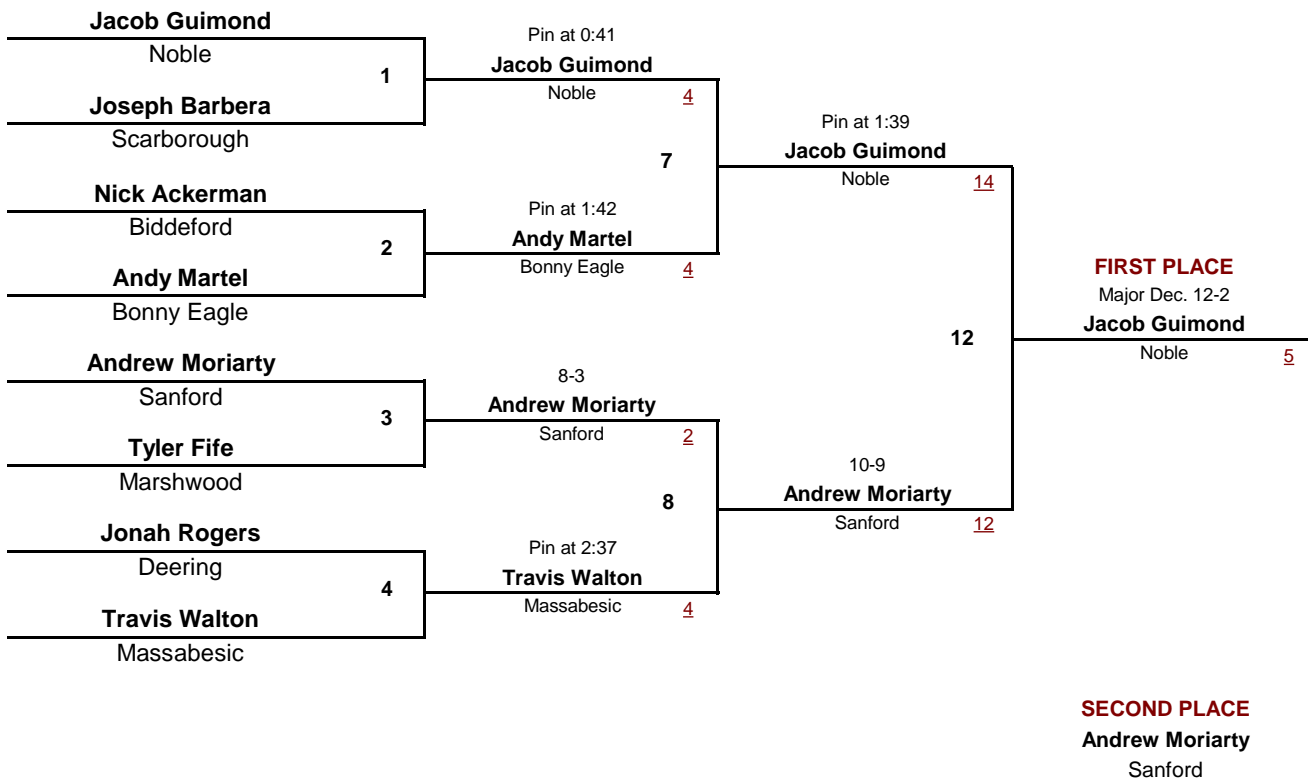 Jacob Guimond
Noble
1
Joseph Barbera
Scarborough
Nick Ackerman
Biddeford
2
Andy Martel
Bonny Eagle
Andrew Moriarty
Sanford
3
Tyler Fife
Marshwood
Jonah Rogers
Deering
4
Travis Walton
Massabesic
Pin at 0:41
Jacob Guimond
Noble 4
7
Pin at 1:42
Andy Martel
Bonny Eagle 4
8-3
Andrew Moriarty
Sanford 2
8
Pin at 2:37
Travis Walton
Massabesic 4
Pin at 1:39
Jacob Guimond
Noble 14
12
10-9
Andrew Moriarty
Sanford 12
FIRST PLACE
Major Dec. 12-2
Jacob Guimond
Noble 5
SECOND PLACE
Andrew Moriarty
Sanford